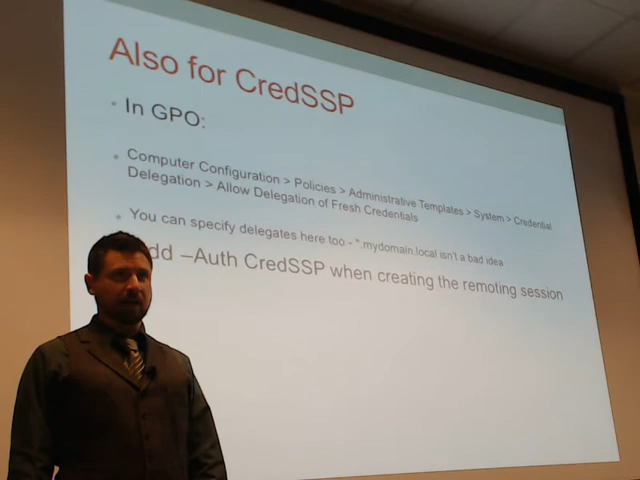 Also for CredSSP
• In GPO:
• Computer Configuration > Policies > Administrative Templates > System > Credential
Delegation > Allow Delegation of Fresh Credentials
• You can specify delegates here too - *.mydomain.local isn't a bad idea
dd –Auth CredSSP when creating the remoting session